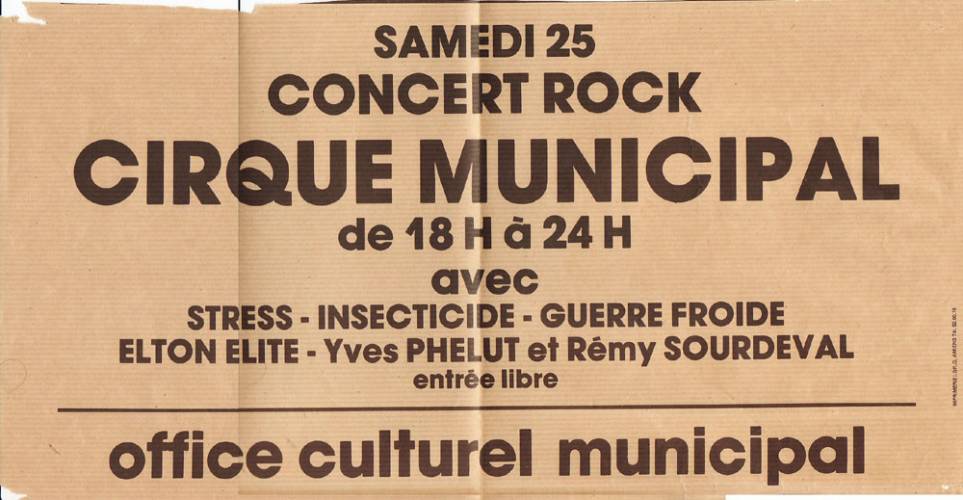 SAMEDI 25
CONCERT ROCK
CIRQUE MUNICIPAL
de 18 H à 24 H
avec
STRESS - INSECTICIDE - GUERRE FROIDE
ELTON ELITE - Yves PHELUT et Rémy SOURDEVAL
entrée libre
office culturel municipal